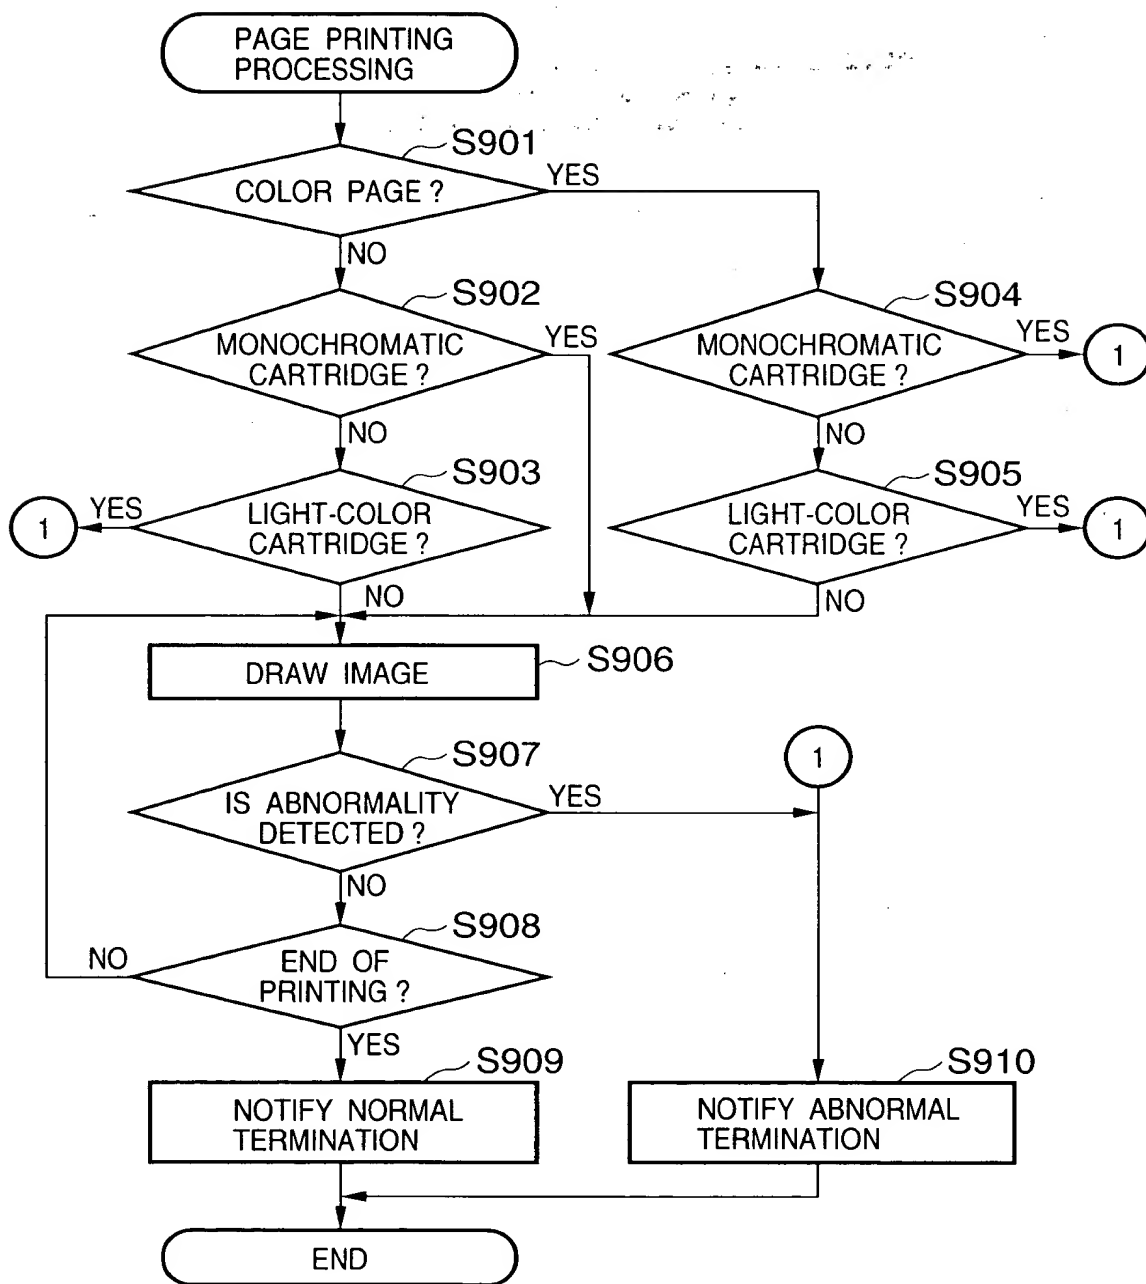 PAGE PRINTING
PROCESSING
S901
COLOR PAGE ?
YES
NO
S902
MONOCHROMATIC
CARTRIDGE ?
YES
NO
S904
MONOCHROMATIC
CARTRIDGE ?
YES
1
NO
S903
LIGHT-COLOR
CARTRIDGE ?
YES
1
NO
S905
LIGHT-COLOR
CARTRIDGE ?
YES
1
NO
DRAW IMAGE
S906
S907
IS ABNORMALITY
DETECTED ?
YES
1
NO
S908
END OF
PRINTING ?
NO
YES
S909
NOTIFY NORMAL
TERMINATION
S910
NOTIFY ABNORMAL
TERMINATION
END